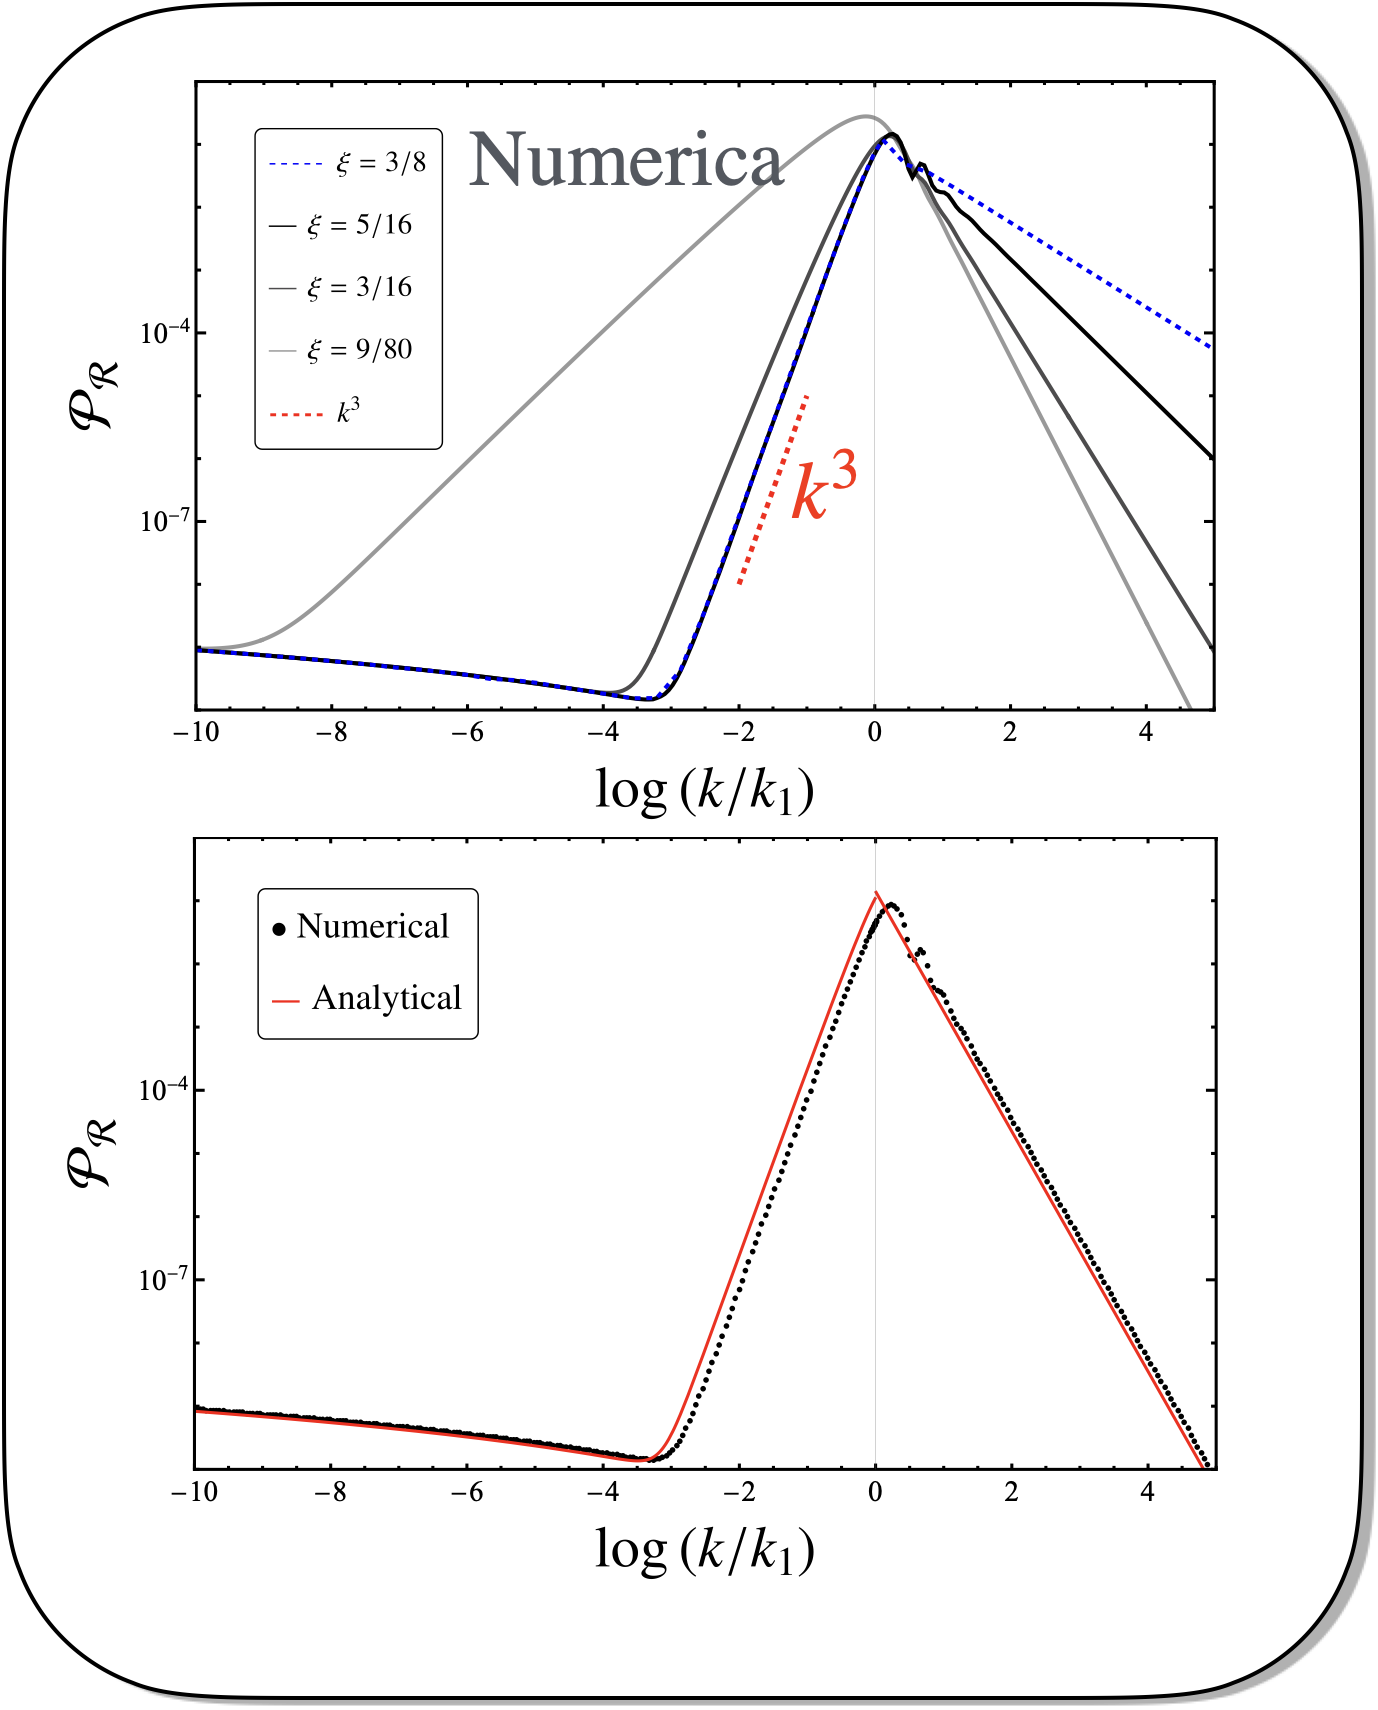 Numerica
ξ = 3/8
ξ = 5/16
ξ = 3/16
ξ = 9/80
k³
10⁻⁴
10⁻⁷
𝒫_ℛ
k³
−10 −8 −6 −4 −2 0 2 4
log (k/k₁)
Numerical
Analytical
10⁻⁴
10⁻⁷
𝒫_ℛ
−10 −8 −6 −4 −2 0 2 4
log (k/k₁)